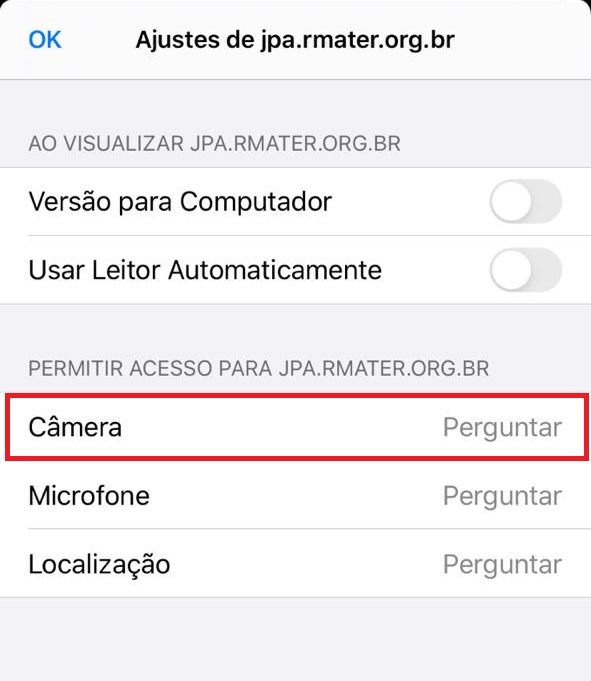 OK Ajustes de jpa.rmater.org.br
AO VISUALIZAR JPA.RMATER.ORG.BR
Versão para Computador
Usar Leitor Automaticamente
PERMITIR ACESSO PARA JPA.RMATER.ORG.BR
Câmera Perguntar
Microfone Perguntar
Localização Perguntar